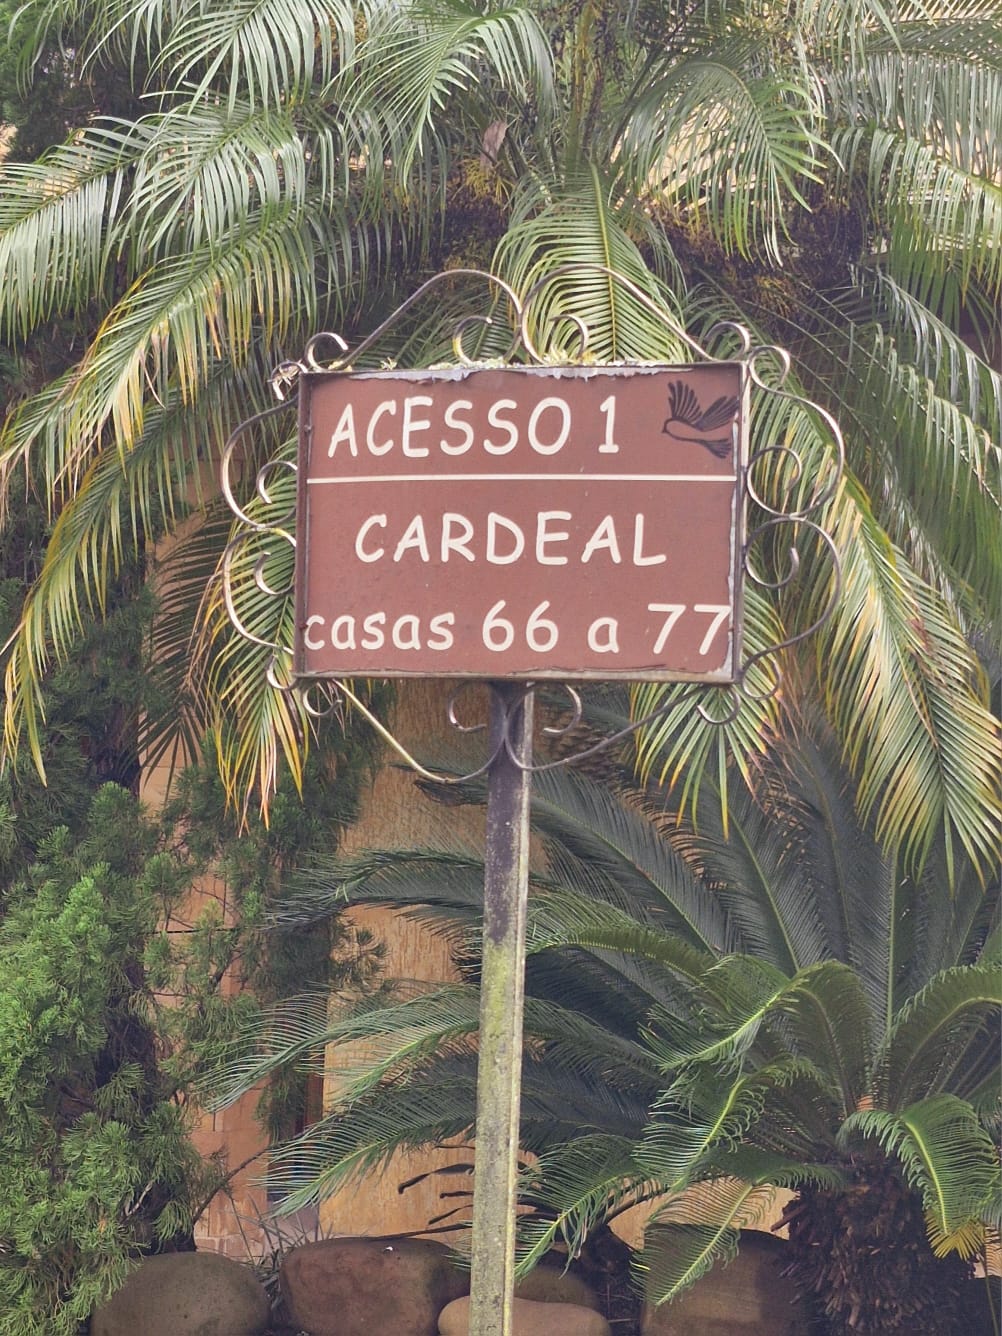 ACESSO 1
CARDEAL
casas 66 a 77